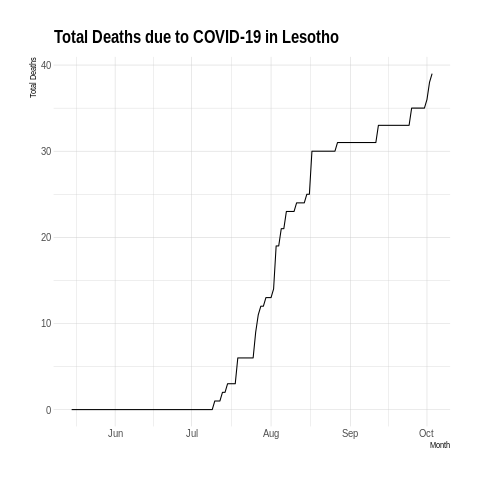 Total Deaths due to COVID-19 in Lesotho
Total Deaths
40
30
20
10
0
Jun Jul Aug Sep Oct
Month